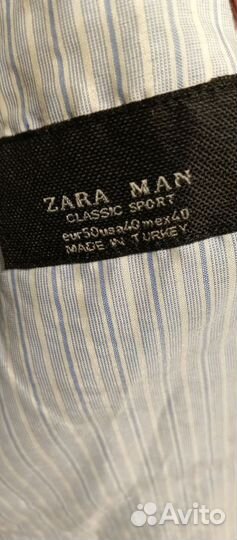 ZARA MAN
CLASSIC SPORT
eur50usa40mex40
MADE IN TURKEY
Avito